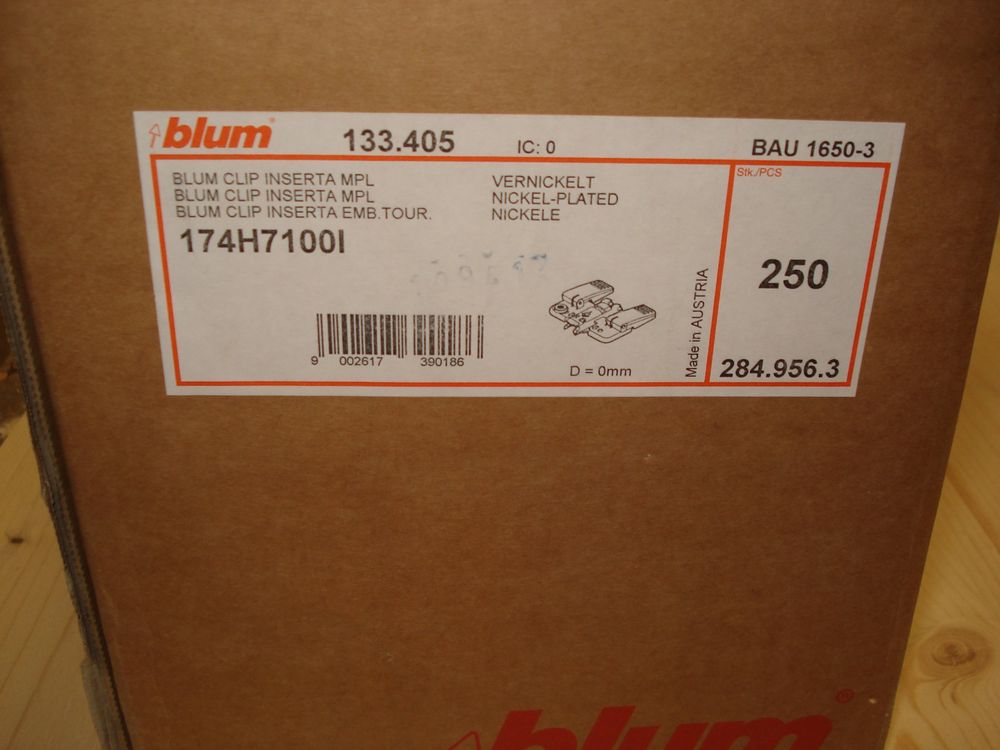 blum
133.405
IC: 0
BAU 1650-3
BLUM CLIP INSERTA MPL
BLUM CLIP INSERTA MPL
BLUM CLIP INSERTA EMB.TOUR.
VERNICKELT
NICKEL-PLATED
NICKELE
174H7100I
Stk./PCS
250
9 002617 390186
D = 0mm
Made in AUSTRIA
284.956.3
blum®